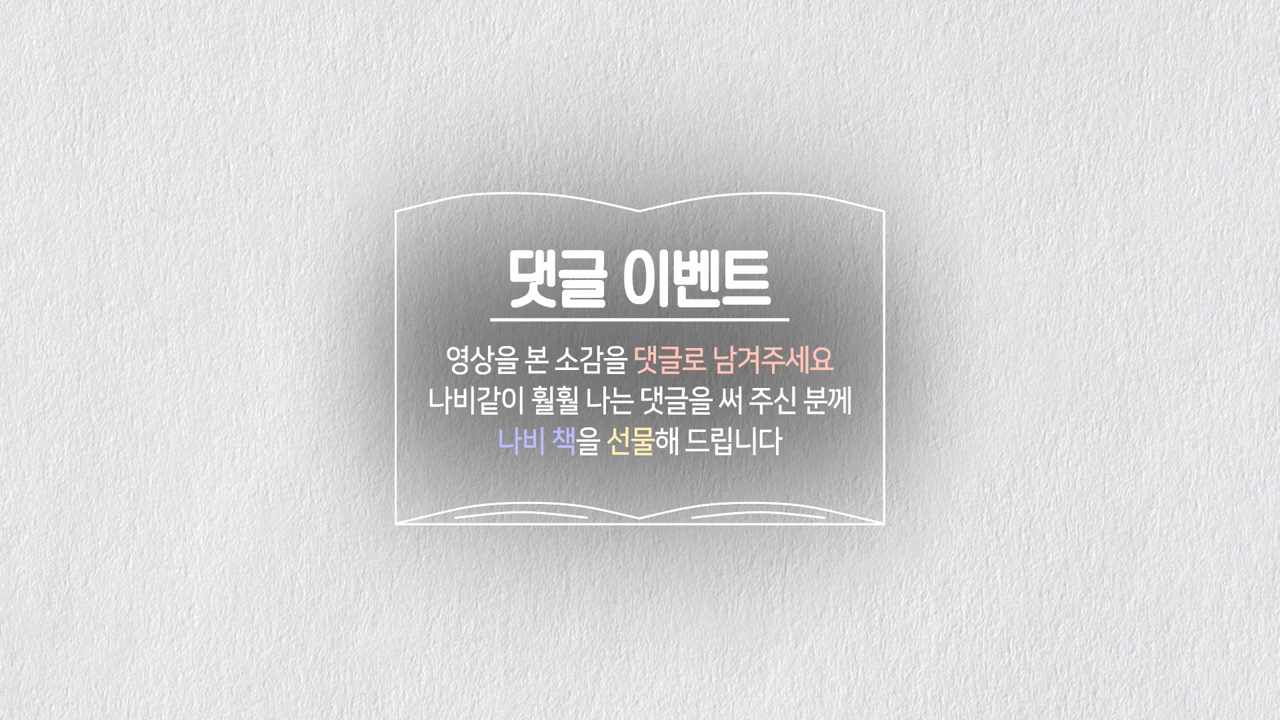 댓글 이벤트
영상을 본 소감을 댓글로 남겨주세요
나비같이 훨훨 나는 댓글을 써 주신 분께
나비 책을 선물해 드립니다